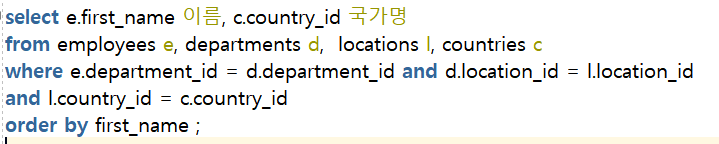 select e.first_name 이름, c.country_id 국가명
from employees e, departments d,  locations l, countries c
where e.department_id = d.department_id and d.location_id = l.location_id
and l.country_id = c.country_id
order by first_name ;